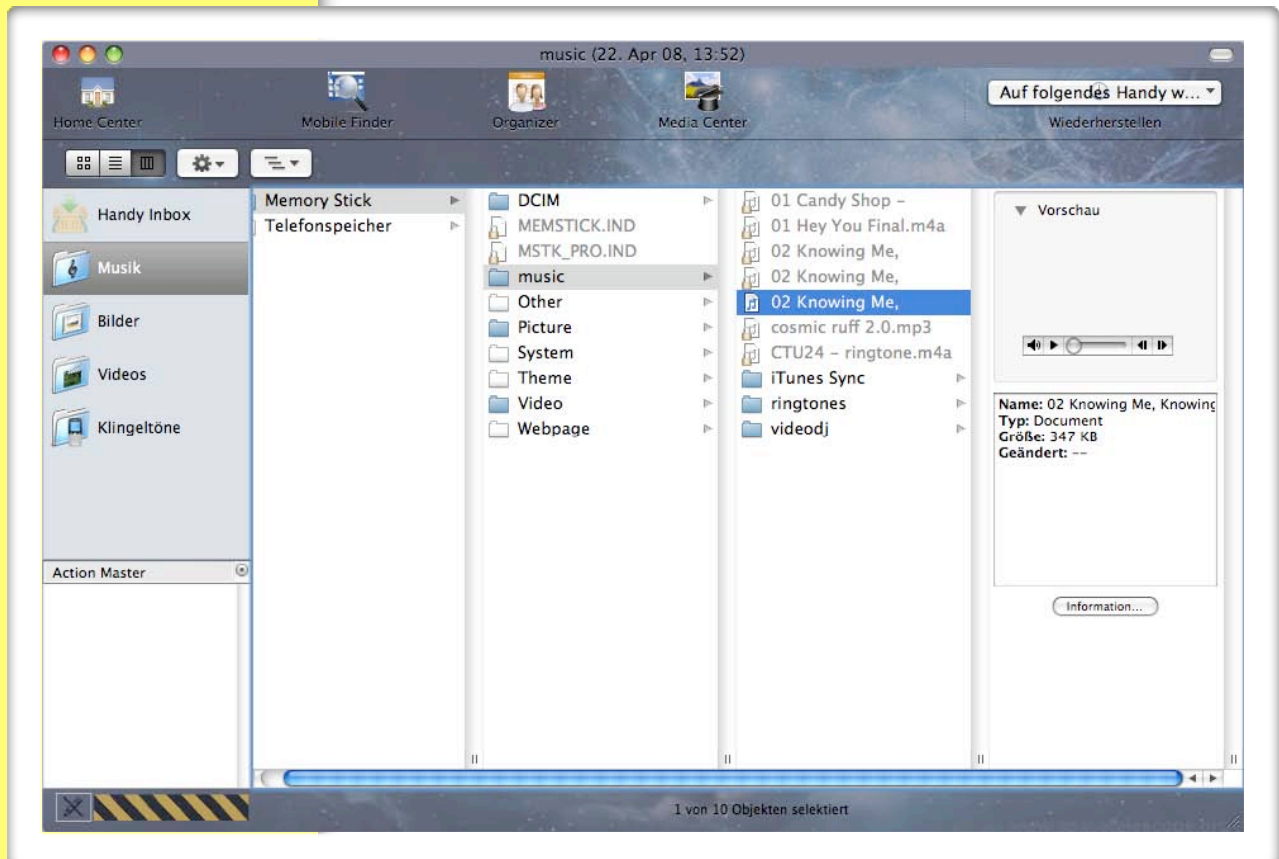 music (22. Apr 08, 13:52)
Home Center
Mobile Finder
Organizer
Media Center
Auf folgendes Handy w...
Wiederherstellen
Handy Inbox
Musik
Bilder
Videos
Klingeltöne
Action Master
Memory Stick
Telefonspeicher
DCIM
MEMSTICK.IND
MSTK_PRO.IND
music
Other
Picture
System
Theme
Video
Webpage
01 Candy Shop –
01 Hey You Final.m4a
02 Knowing Me,
02 Knowing Me,
02 Knowing Me,
cosmic ruff 2.0.mp3
CTU24 – ringtone.m4a
iTunes Sync
ringtones
videodj
Vorschau
Name: 02 Knowing Me, Knowing
Typ: Document
Größe: 347 KB
Geändert: --
Information...
1 von 10 Objekten selektiert